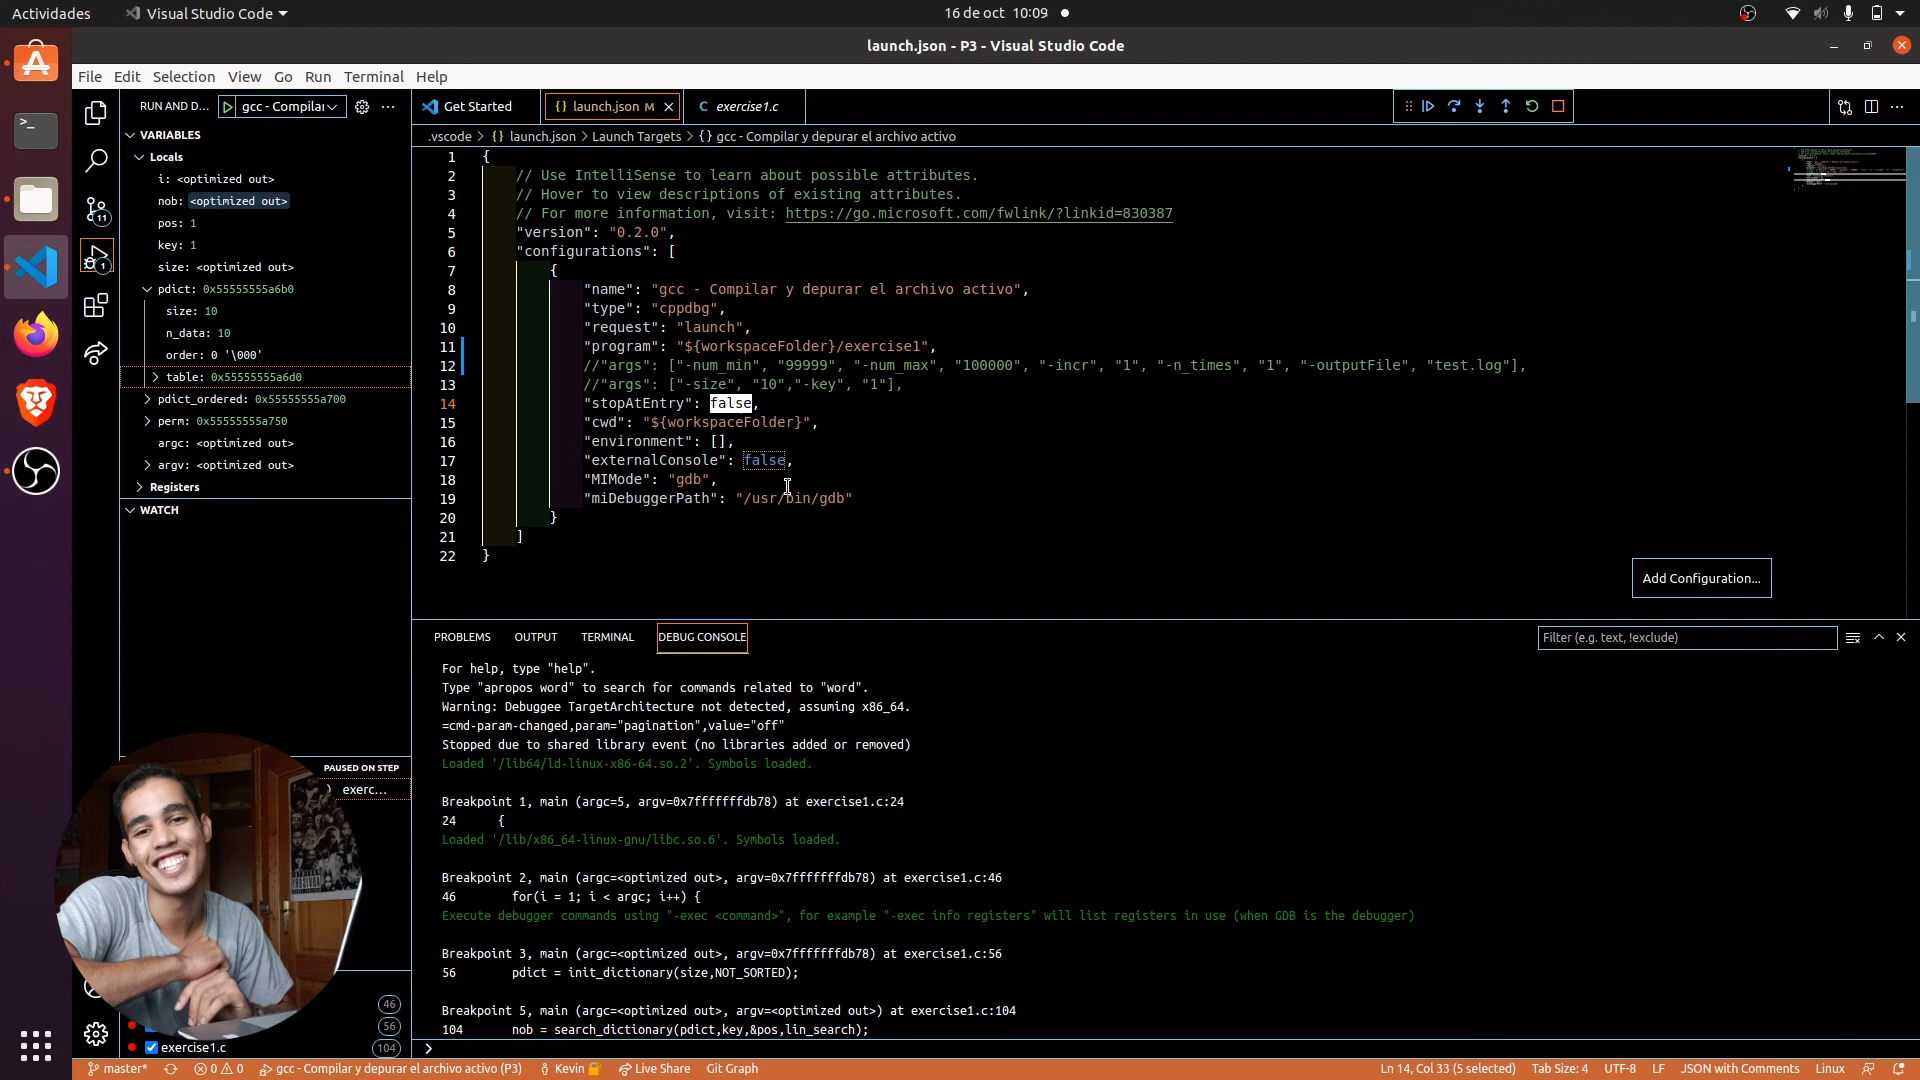 Actividades
Visual Studio Code
16 de oct 10:09
launch.json - P3 - Visual Studio Code
File Edit Selection View Go Run Terminal Help
RUN AND D...
gcc - Compilar
Get Started
launch.json M
exercise1.c
.vscode > {} launch.json > Launch Targets > {} gcc - Compilar y depurar el archivo activo
VARIABLES
Locals
i: <optimized out>
nob: <optimized out>
pos: 1
key: 1
size: <optimized out>
pdict: 0x55555555a6b0
size: 10
n_data: 10
order: 0 '\000'
table: 0x55555555a6d0
pdict_ordered: 0x55555555a700
perm: 0x55555555a750
argc: <optimized out>
argv: <optimized out>
Registers
WATCH
PAUSED ON STEP
exerc...
46
56
exercise1.c 104
11
1
1 {
2 // Use IntelliSense to learn about possible attributes.
3 // Hover to view descriptions of existing attributes.
4 // For more information, visit: https://go.microsoft.com/fwlink/?linkid=830387
5 "version": "0.2.0",
6 "configurations": [
7 {
8 "name": "gcc - Compilar y depurar el archivo activo",
9 "type": "cppdbg",
10 "request": "launch",
11 "program": "${workspaceFolder}/exercise1",
12 //"args": ["-num_min", "99999", "-num_max", "100000", "-incr", "1", "-n_times", "1", "-outputFile", "test.log"],
13 //"args": ["-size", "10","-key", "1"],
14 "stopAtEntry": false,
15 "cwd": "${workspaceFolder}",
16 "environment": [],
17 "externalConsole": false,
18 "MIMode": "gdb",
19 "miDebuggerPath": "/usr/bin/gdb"
20 }
21 ]
22 }
Add Configuration...
PROBLEMS OUTPUT TERMINAL DEBUG CONSOLE
Filter (e.g. text, !exclude)
For help, type "help".
Type "apropos word" to search for commands related to "word".
Warning: Debuggee TargetArchitecture not detected, assuming x86_64.
=cmd-param-changed,param="pagination",value="off"
Stopped due to shared library event (no libraries added or removed)
Loaded '/lib64/ld-linux-x86-64.so.2'. Symbols loaded.
Breakpoint 1, main (argc=5, argv=0x7fffffffdb78) at exercise1.c:24
24 {
Loaded '/lib/x86_64-linux-gnu/libc.so.6'. Symbols loaded.
Breakpoint 2, main (argc=<optimized out>, argv=0x7fffffffdb78) at exercise1.c:46
46 for(i = 1; i < argc; i++) {
Execute debugger commands using "-exec <command>", for example "-exec info registers" will list registers in use (when GDB is the debugger)
Breakpoint 3, main (argc=<optimized out>, argv=0x7fffffffdb78) at exercise1.c:56
56 pdict = init_dictionary(size,NOT_SORTED);
Breakpoint 5, main (argc=<optimized out>, argv=<optimized out>) at exercise1.c:104
104 nob = search_dictionary(pdict,key,&pos,lin_search);
>
master* 0 0 gcc - Compilar y depurar el archivo activo (P3) Kevin Live Share Git Graph
Ln 14, Col 33 (5 selected) Tab Size: 4 UTF-8 LF JSON with Comments Linux